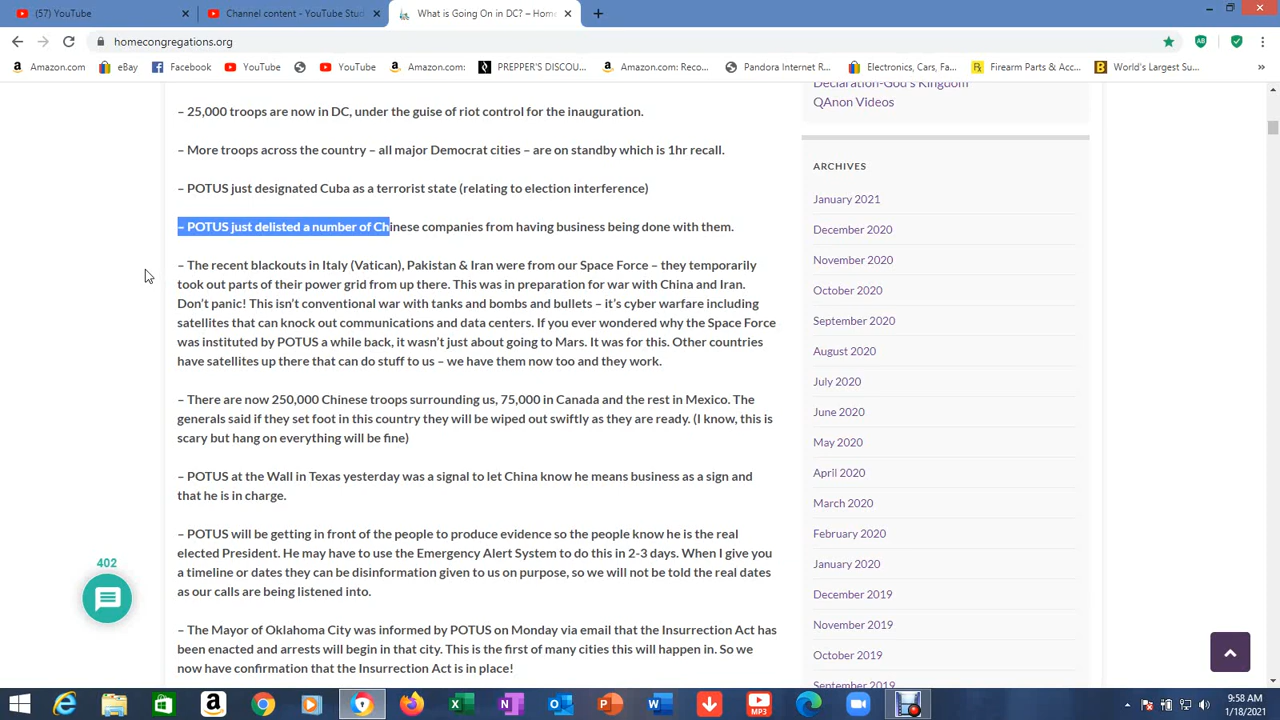 (57) YouTube
Channel content - YouTube Stud
What is Going On in DC? – Home
homecongregations.org
Amazon.com
eBay
Facebook
YouTube
YouTube
Amazon.com:
PREPPER'S DISCOU...
Amazon.com: Reco...
Pandora Internet R...
Electronics, Cars, Fa...
Firearm Parts & Acc...
World's Largest Su...
»
– 25,000 troops are now in DC, under the guise of riot control for the inauguration.
– More troops across the country – all major Democrat cities – are on standby which is 1hr recall.
– POTUS just designated Cuba as a terrorist state (relating to election interference)
– POTUS just delisted a number of Chinese companies from having business being done with them.
– The recent blackouts in Italy (Vatican), Pakistan & Iran were from our Space Force – they temporarily
took out parts of their power grid from up there. This was in preparation for war with China and Iran.
Don't panic! This isn't conventional war with tanks and bombs and bullets – it's cyber warfare including
satellites that can knock out communications and data centers. If you ever wondered why the Space Force
was instituted by POTUS a while back, it wasn't just about going to Mars. It was for this. Other countries
have satellites up there that can do stuff to us – we have them now too and they work.
– There are now 250,000 Chinese troops surrounding us, 75,000 in Canada and the rest in Mexico. The
generals said if they set foot in this country they will be wiped out swiftly as they are ready. (I know, this is
scary but hang on everything will be fine)
– POTUS at the Wall in Texas yesterday was a signal to let China know he means business as a sign and
that he is in charge.
– POTUS will be getting in front of the people to produce evidence so the people know he is the real
elected President. He may have to use the Emergency Alert System to do this in 2-3 days. When I give you
a timeline or dates they can be disinformation given to us on purpose, so we will not be told the real dates
as our calls are being listened into.
– The Mayor of Oklahoma City was informed by POTUS on Monday via email that the Insurrection Act has
been enacted and arrests will begin in that city. This is the first of many cities this will happen in. So we
now have confirmation that the Insurrection Act is in place!
Declaration-God's Kingdom
QAnon Videos
ARCHIVES
January 2021
December 2020
November 2020
October 2020
September 2020
August 2020
July 2020
June 2020
May 2020
April 2020
March 2020
February 2020
January 2020
December 2019
November 2019
October 2019
September 2019
402
MP3
9:58 AM
1/18/2021